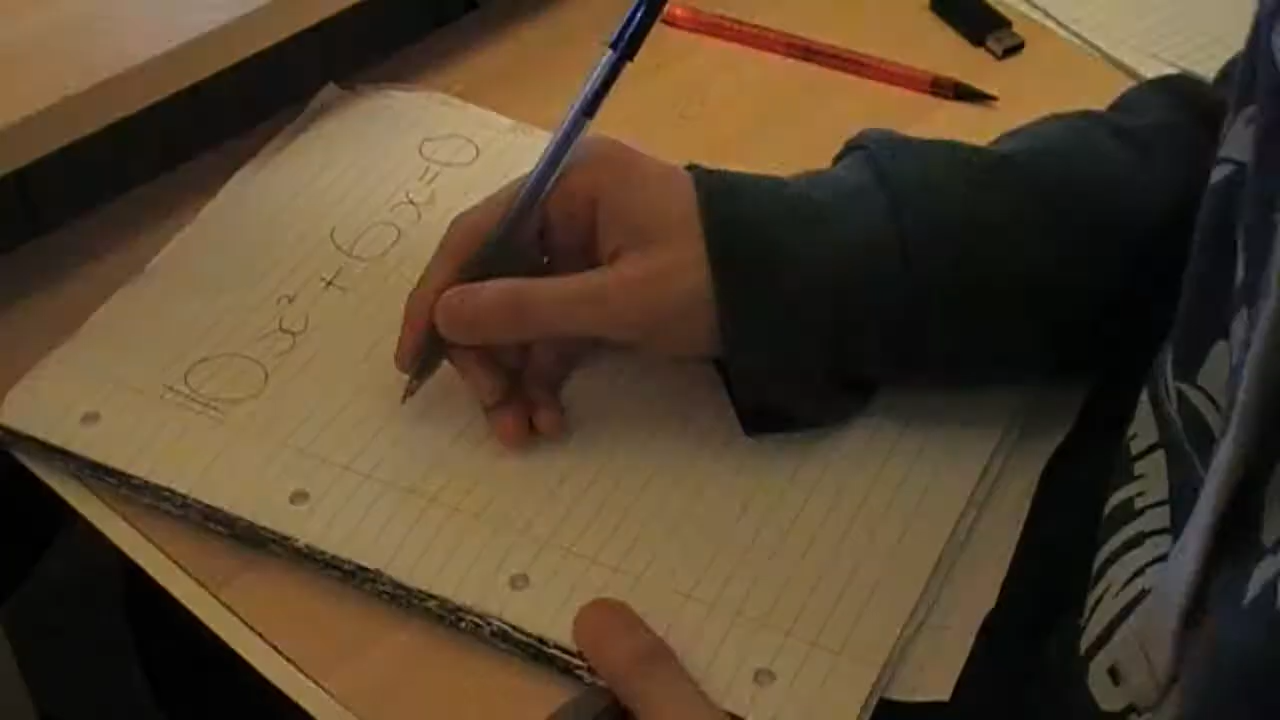 10x² + 6x = 0